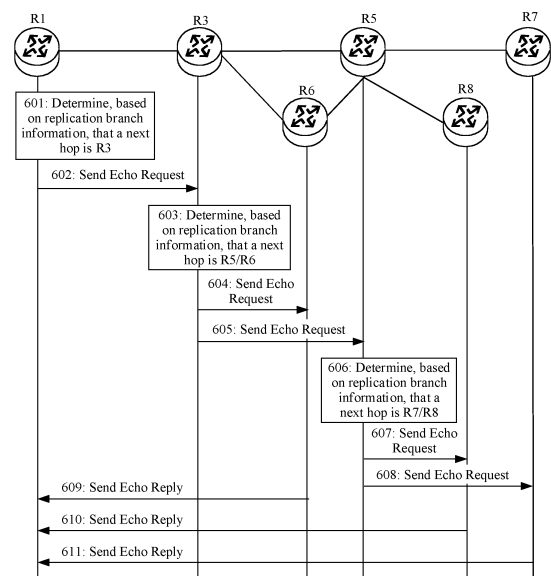 R1
R3
R5
R7
R6
R8
601: Determine, based
on replication branch
information, that a next
hop is R3
602: Send Echo Request
603: Determine, based
on replication branch
information, that a next
hop is R5/R6
604: Send Echo
Request
605: Send Echo Request
606: Determine, based
on replication branch
information, that a
next hop is R7/R8
607: Send Echo
Request
608: Send Echo Request
609: Send Echo Reply
610: Send Echo Reply
611: Send Echo Reply